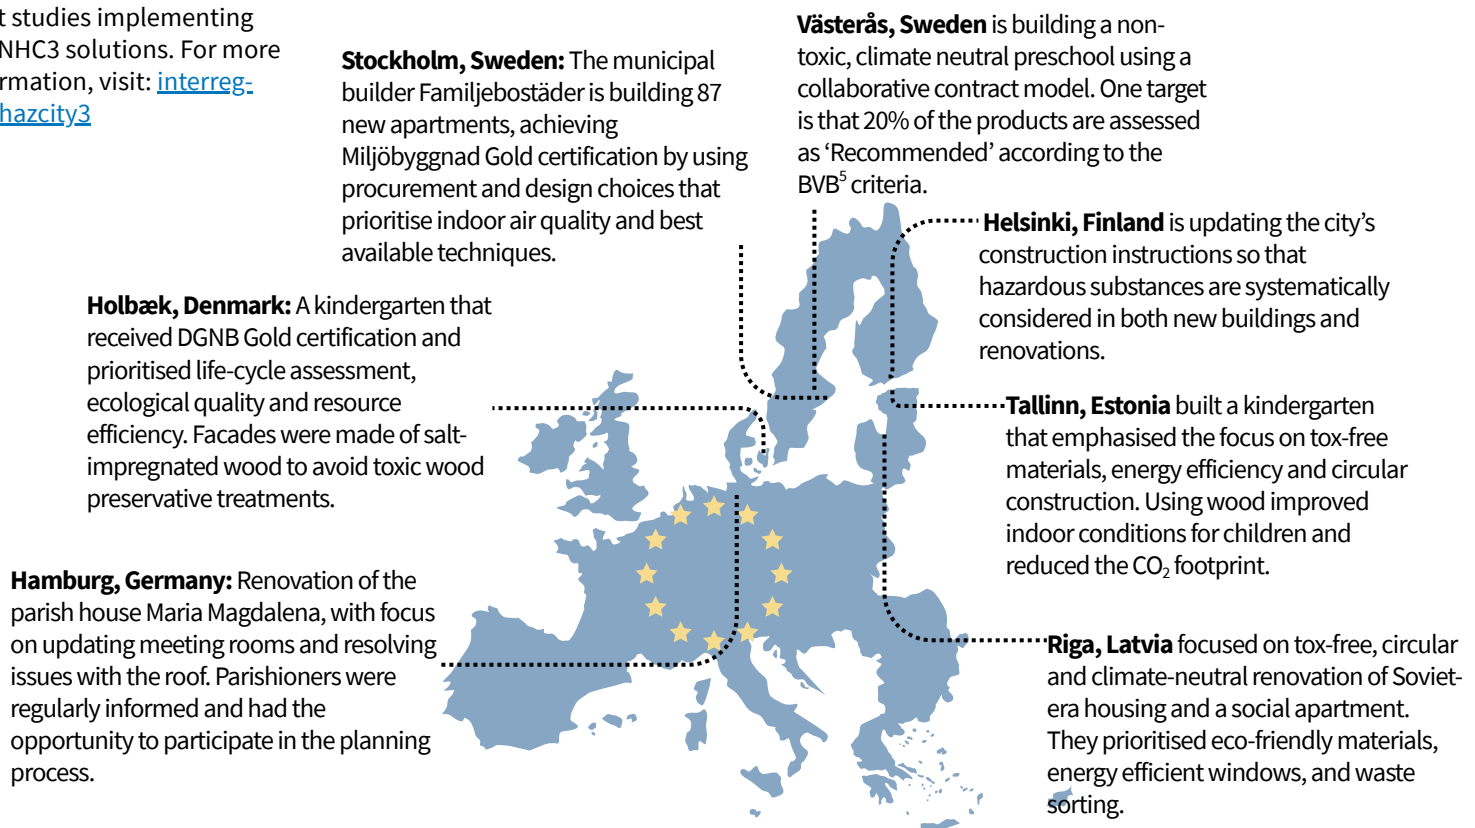 t studies implementing
NHC3 solutions. For more
rmation, visit: interreg-
hazcity3
Stockholm, Sweden: The municipal
builder Familjebostäder is building 87
new apartments, achieving
Miljöbyggnad Gold certification by using
procurement and design choices that
prioritise indoor air quality and best
available techniques.
Västerås, Sweden is building a non-
toxic, climate neutral preschool using a
collaborative contract model. One target
is that 20% of the products are assessed
as ‘Recommended’ according to the
BVB⁵ criteria.
Helsinki, Finland is updating the city’s
construction instructions so that
hazardous substances are systematically
considered in both new buildings and
renovations.
Holbæk, Denmark: A kindergarten that
received DGNB Gold certification and
prioritised life-cycle assessment,
ecological quality and resource
efficiency. Facades were made of salt-
impregnated wood to avoid toxic wood
preservative treatments.
Tallinn, Estonia built a kindergarten
that emphasised the focus on tox-free
materials, energy efficiency and circular
construction. Using wood improved
indoor conditions for children and
reduced the CO₂ footprint.
Hamburg, Germany: Renovation of the
parish house Maria Magdalena, with focus
on updating meeting rooms and resolving
issues with the roof. Parishioners were
regularly informed and had the
opportunity to participate in the planning
process.
Riga, Latvia focused on tox-free, circular
and climate-neutral renovation of Soviet-
era housing and a social apartment.
They prioritised eco-friendly materials,
energy efficient windows, and waste
sorting.